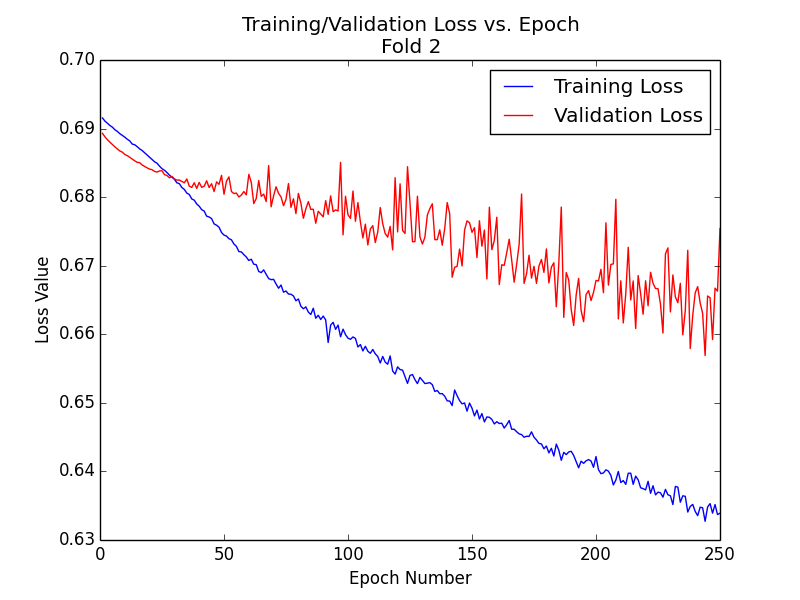 Training/Validation Loss vs. Epoch
Fold 2
Training Loss
Validation Loss
Loss Value
0.70
0.69
0.68
0.67
0.66
0.65
0.64
0.63
0
50
100
150
200
250
Epoch Number